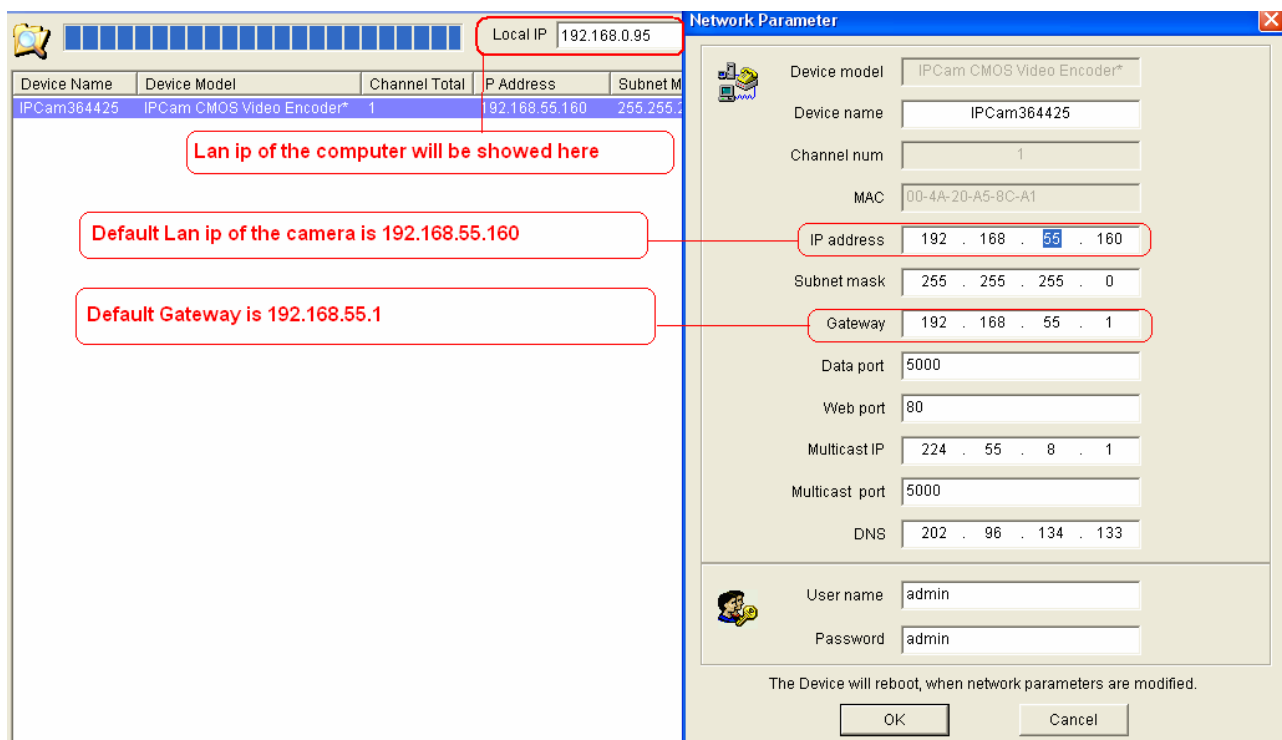 Local IP 192.168.0.95
Device Name Device Model Channel Total IP Address Subnet M
IPCam364425 IPCam CMOS Video Encoder* 1 192.168.55.160 255.255.2
Lan ip of the computer will be showed here
Default Lan ip of the camera is 192.168.55.160
Default Gateway is 192.168.55.1
Network Parameter
Device model IPCam CMOS Video Encoder*
Device name IPCam364425
Channel num 1
MAC 00-4A-20-A5-8C-A1
IP address 192 . 168 . 55 . 160
Subnet mask 255 . 255 . 255 . 0
Gateway 192 . 168 . 55 . 1
Data port 5000
Web port 80
Multicast IP 224 . 55 . 8 . 1
Multicast port 5000
DNS 202 . 96 . 134 . 133
User name admin
Password admin
The Device will reboot, when network parameters are modified.
OK Cancel